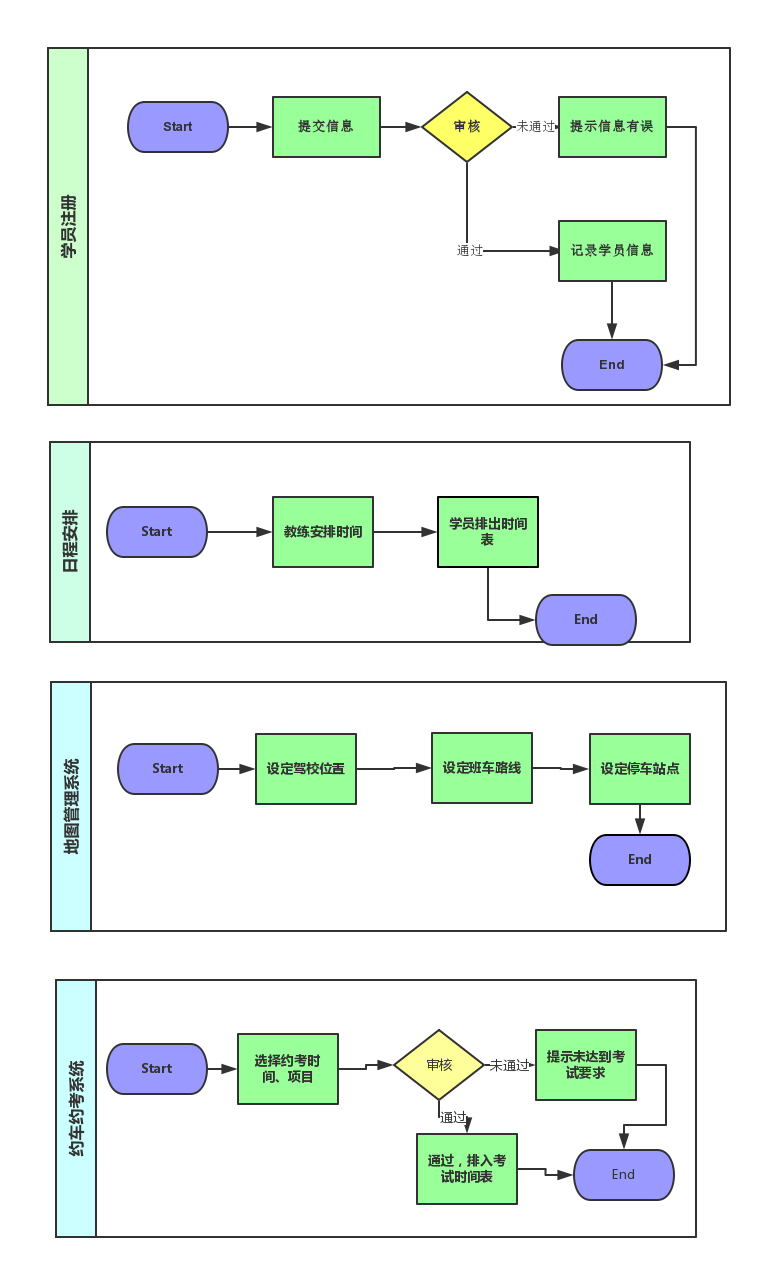 学员注册
Start
提交信息
审核
未通过
提示信息有误
通过
记录学员信息
End
日程安排
Start
教练安排时间
学员排出时间
表
End
地图管理系统
Start
设定驾校位置
设定班车路线
设定停车站点
End
约车约考系统
Start
选择约考时
间、项目
审核
未通过
提示未达到考
试要求
通过
通过，排入考
试时间表
End